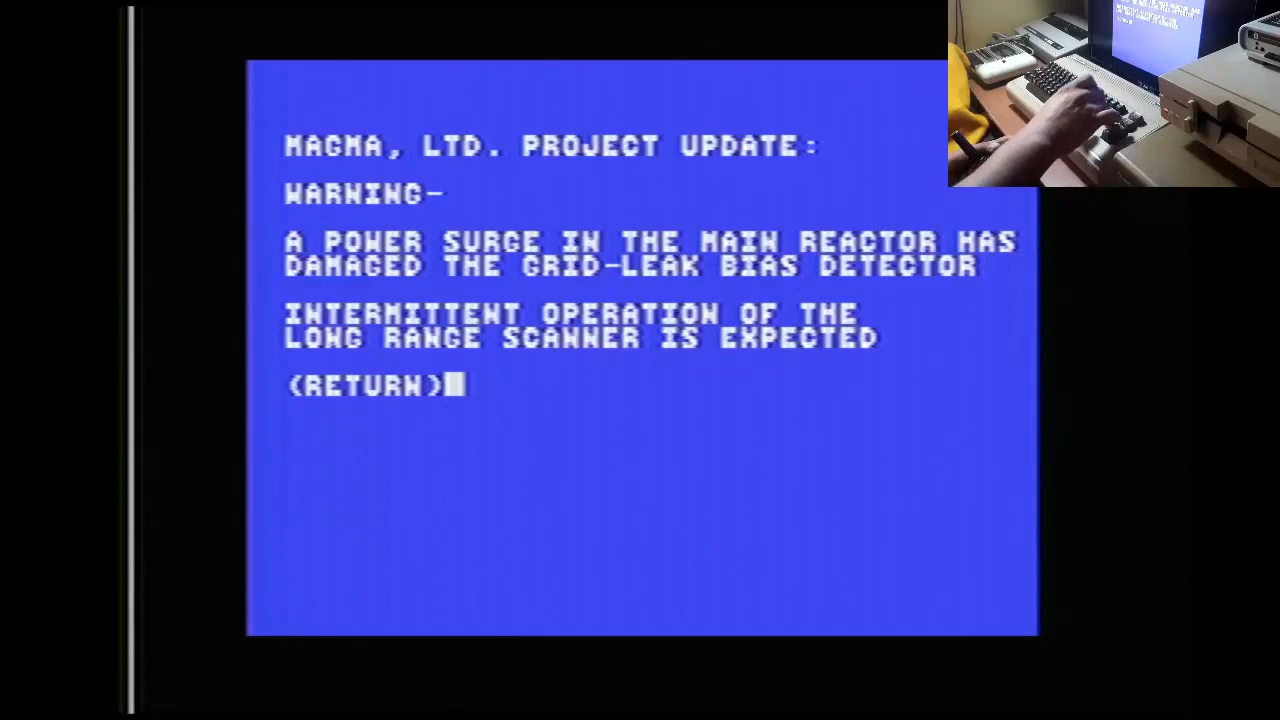 MAGMA, LTD. PROJECT UPDATE:
WARNING-
A POWER SURGE IN THE MAIN REACTOR HAS
DAMAGED THE GRID-LEAK BIAS DETECTOR
INTERMITTENT OPERATION OF THE
LONG RANGE SCANNER IS EXPECTED
(RETURN)